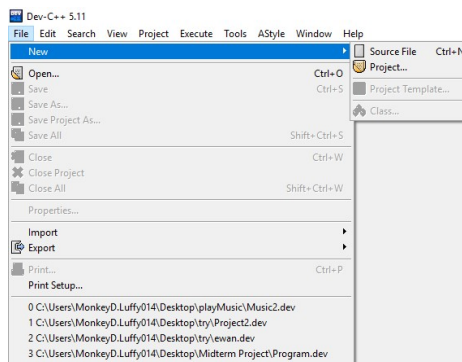 Dev-C++ 5.11
File Edit Search View Project Execute Tools AStyle Window Help
New
Source File Ctrl+N
Project...
Project Template...
Class...
Open... Ctrl+O
Save Ctrl+S
Save As...
Save Project As...
Save All Shift+Ctrl+S
Close Ctrl+W
Close Project
Close All Shift+Ctrl+W
Properties...
Import
Export
Print... Ctrl+P
Print Setup...
0 C:\Users\MonkeyD.Luffy014\Desktop\playMusic\Music2.dev
1 C:\Users\MonkeyD.Luffy014\Desktop\try\Project2.dev
2 C:\Users\MonkeyD.Luffy014\Desktop\try\ewan.dev
3 C:\Users\MonkeyD.Luffy014\Desktop\Midterm Project\Program.dev